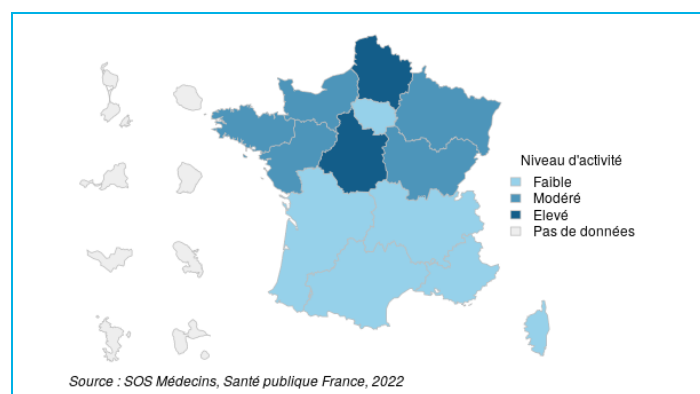 Niveau d'activité
Faible
Modéré
Elevé
Pas de données
Source : SOS Médecins, Santé publique France, 2022